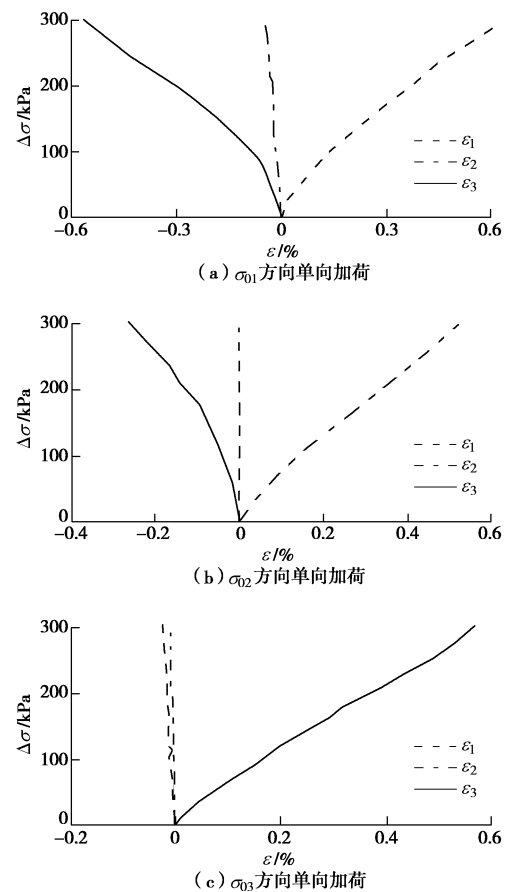 300
200
100
0
Δσ/kPa
ε₁
ε₂
ε₃
−0.6 −0.3 0 0.3 0.6
ε/%
(a) σ₀₁方向单向加荷
300
200
100
0
Δσ/kPa
ε₁
ε₂
ε₃
−0.4 −0.2 0 0.2 0.4 0.6
ε/%
(b) σ₀₂方向单向加荷
300
200
100
0
Δσ/kPa
ε₁
ε₂
ε₃
−0.2 0 0.2 0.4 0.6
ε/%
(c) σ₀₃方向单向加荷